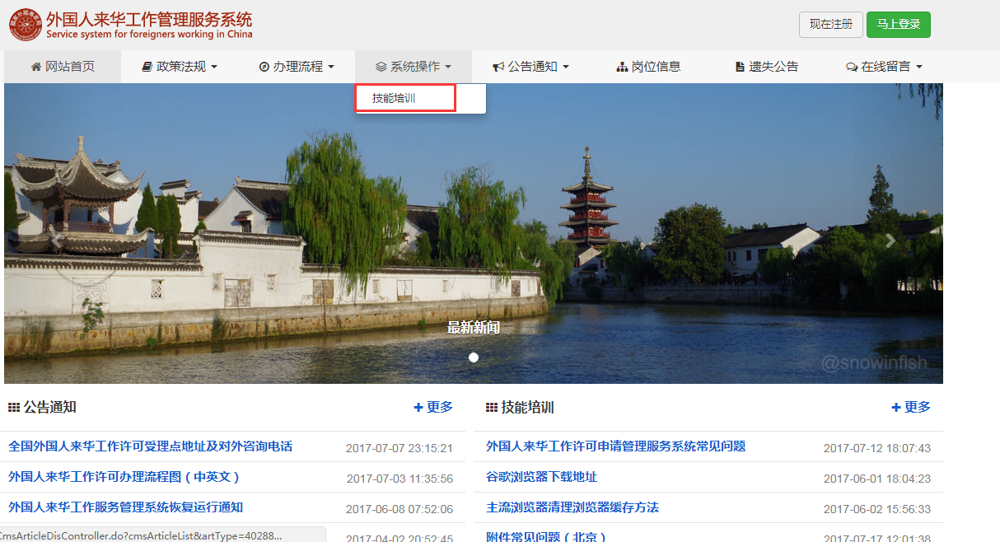 外国人来华工作管理服务系统
Service system for foreigners working in China
现在注册
马上登录
网站首页
政策法规
办理流程
系统操作
公告通知
岗位信息
遗失公告
在线留言
技能培训
最新新闻
@snowinfish
公告通知
更多
全国外国人来华工作许可受理点地址及对外咨询电话 2017-07-07 23:15:21
外国人来华工作许可办理流程图（中英文） 2017-07-03 11:35:56
外国人来华工作服务管理系统恢复运行通知 2017-06-08 07:52:06
2017-04-02 20:52:45
技能培训
更多
外国人来华工作许可申请管理服务系统常见问题 2017-07-12 18:07:43
谷歌浏览器下载地址 2017-06-01 18:04:23
主流浏览器清理浏览器缓存方法 2017-06-02 15:56:33
附件常见问题（北京） 2017-07-17 12:01:38
CmsArticleDisController.do?cmsArticleList&artType=40288...